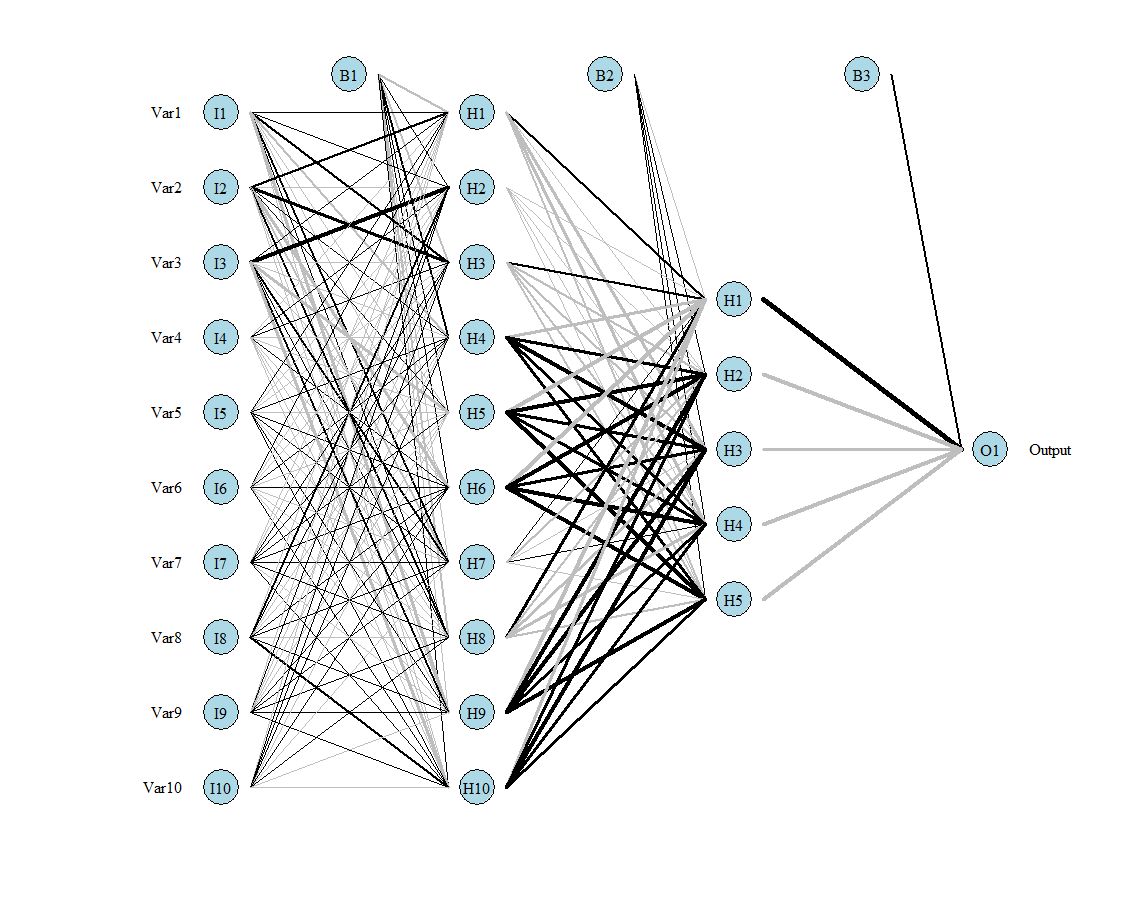 B1 B2 B3
Var1 I1 H1
Var2 I2 H2
Var3 I3 H3
H1
Var4 I4 H4
H2
Var5 I5 H5
H3 O1 Output
Var6 I6 H6
H4
Var7 I7 H7
H5
Var8 I8 H8
Var9 I9 H9
Var10 I10 H10